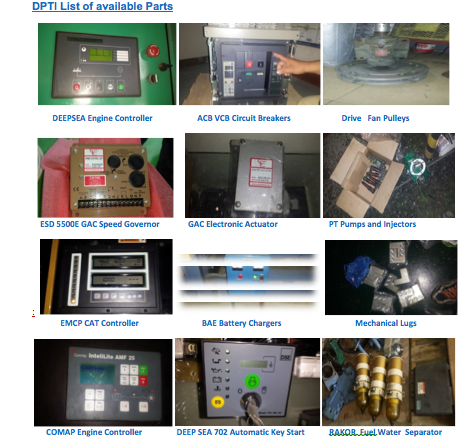 DPTI List of available Parts
DEEPSEA Engine Controller
ACB VCB Circuit Breakers
Drive Fan Pulleys
ESD 5500E GAC Speed Governor
GAC Electronic Actuator
PT Pumps and Injectors
:
EMCP CAT Controller
BAE Battery Chargers
Mechanical Lugs
InteliLite AMF 25
DSE
COMAP Engine Controller
DEEP SEA 702 Automatic Key Start
BAKOR Fuel Water Separator